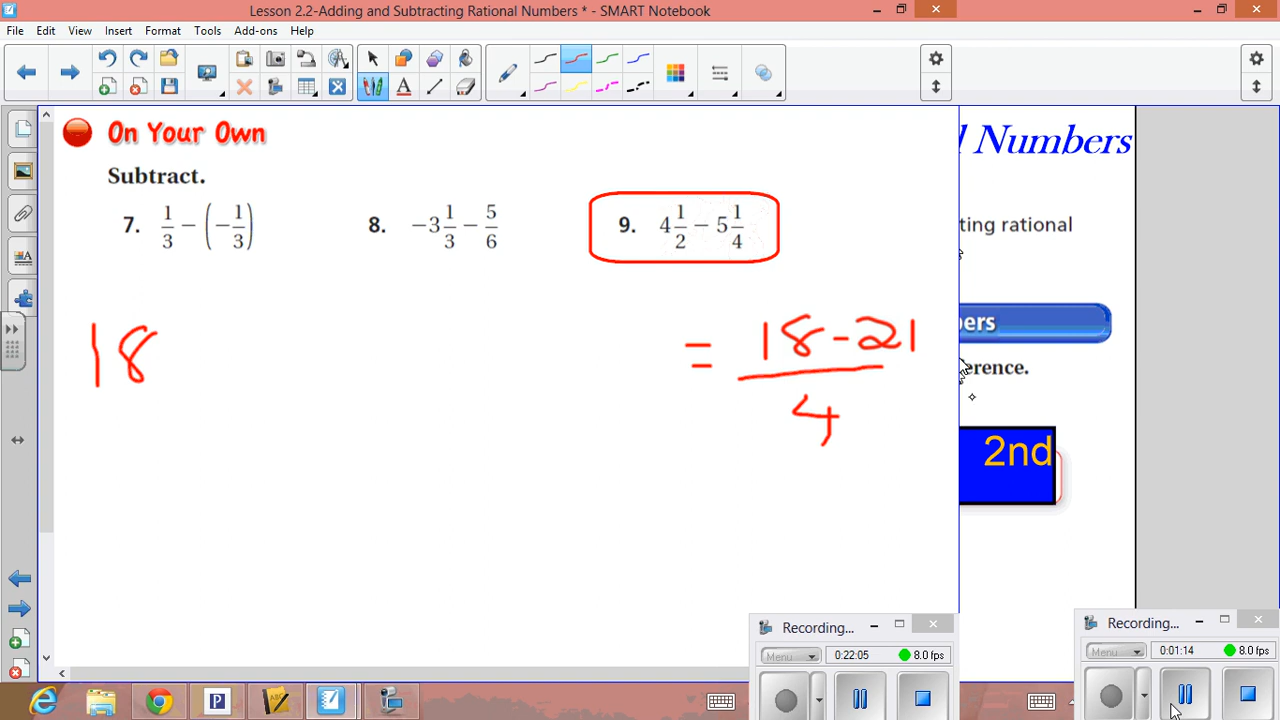 Lesson 2.2-Adding and Subtracting Rational Numbers * - SMART Notebook
File Edit View Insert Format Tools Add-ons Help
On Your Own
Subtract.
7. 1/3 − (−1/3)
8. −3 1/3 − 5/6
9. 4 1/2 − 5 1/4
18
= 18-21
4
l Numbers
ting rational
bers
erence.
2nd
Recording...
Menu
0:22:05
8.0 fps
Recording...
Menu
0:01:14
8.0 fps